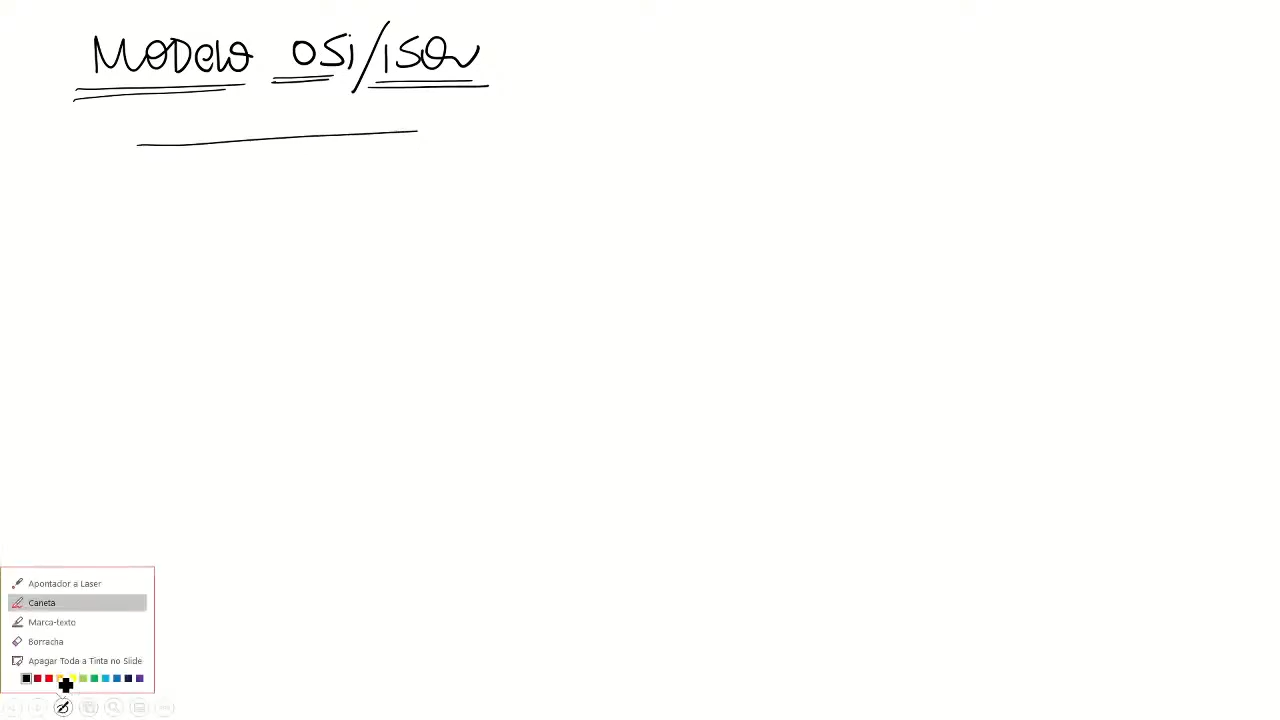 MODELO OSI/ISO
Apontador a Laser
Caneta
Marca-texto
Borracha
Apagar Toda a Tinta no Slide